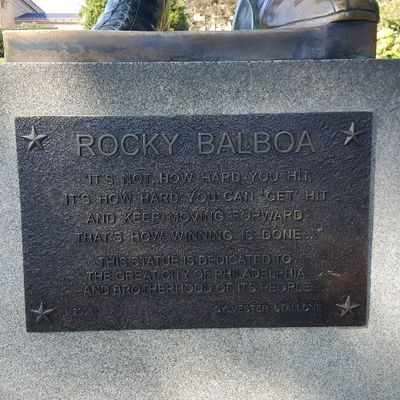 ROCKY BALBOA
"IT'S NOT HOW HARD YOU HIT,
IT'S HOW HARD YOU CAN "GET" HIT
AND KEEP MOVING FORWARD.
THAT'S HOW WINNING IS DONE..."
THIS STATUE IS DEDICATED TO
THE GREAT CITY OF PHILADELPHIA
AND BROTHERHOOD OF ITS PEOPLE.
SYLVESTER STALLONE